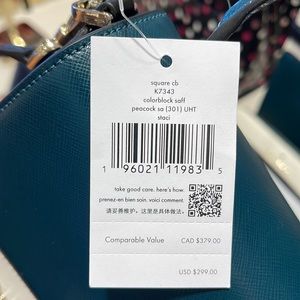 square cb
K7343
colorblock saff
peacock sa (301) UHT
staci
1 96021 11983 5
take good care. here's how.
prenez-en bien soin. voici comment.
请妥善维护，这里是具体做法。
Comparable Value CAD $379.00
USD $299.00